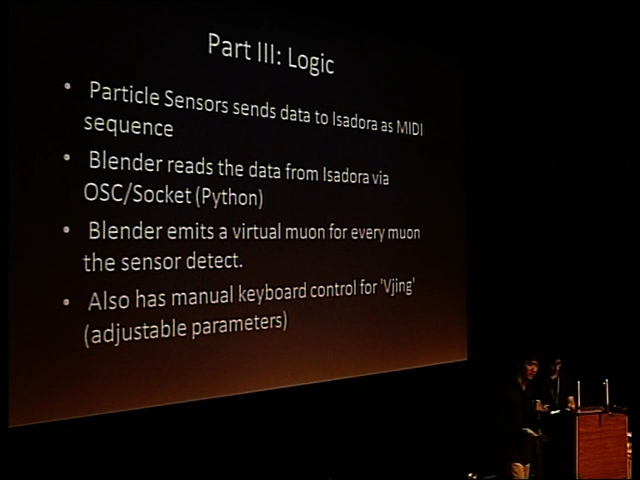 Part III: Logic
• Particle Sensors sends data to Isadora as MIDI
sequence
• Blender reads the data from Isadora via
OSC/Socket (Python)
• Blender emits a virtual muon for every muon
the sensor detect.
• Also has manual keyboard control for 'Vjing'
(adjustable parameters)